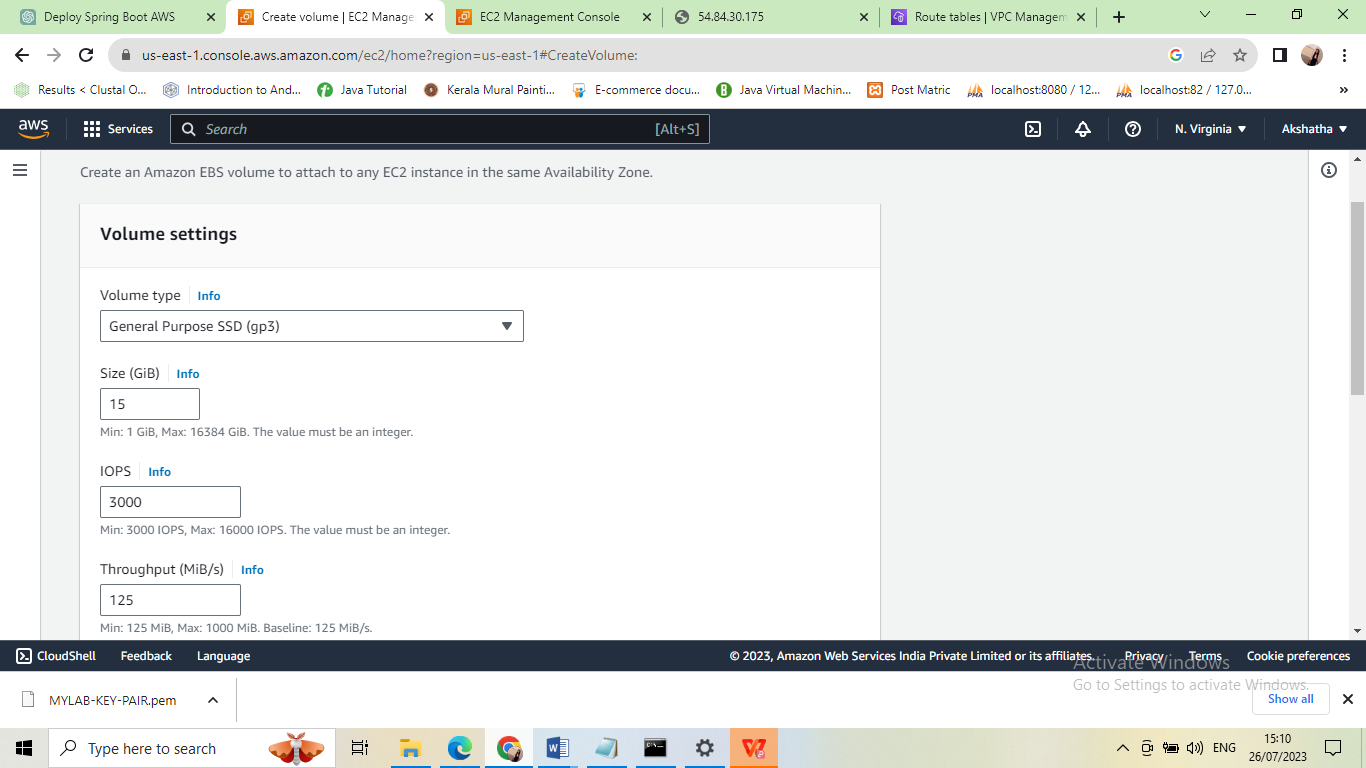 Deploy Spring Boot AWS
Create volume | EC2 Manage
EC2 Management Console
54.84.30.175
Route tables | VPC Managem
us-east-1.console.aws.amazon.com/ec2/home?region=us-east-1#CreateVolume:
Results < Clustal O...
Introduction to And...
Java Tutorial
Kerala Mural Painti...
E-commerce docu...
Java Virtual Machin...
Post Matric
localhost:8080 / 12...
localhost:82 / 127.0...
aws
Services
Search
[Alt+S]
N. Virginia
Akshatha
Create an Amazon EBS volume to attach to any EC2 instance in the same Availability Zone.
Volume settings
Volume type Info
General Purpose SSD (gp3)
Size (GiB) Info
15
Min: 1 GiB, Max: 16384 GiB. The value must be an integer.
IOPS Info
3000
Min: 3000 IOPS, Max: 16000 IOPS. The value must be an integer.
Throughput (MiB/s) Info
125
Min: 125 MiB, Max: 1000 MiB. Baseline: 125 MiB/s.
CloudShell Feedback Language
© 2023, Amazon Web Services India Private Limited or its affiliates.
Privacy Terms Cookie preferences
Activate Windows
Go to Settings to activate Windows.
MYLAB-KEY-PAIR.pem
Show all
Type here to search
ENG
15:10
26/07/2023